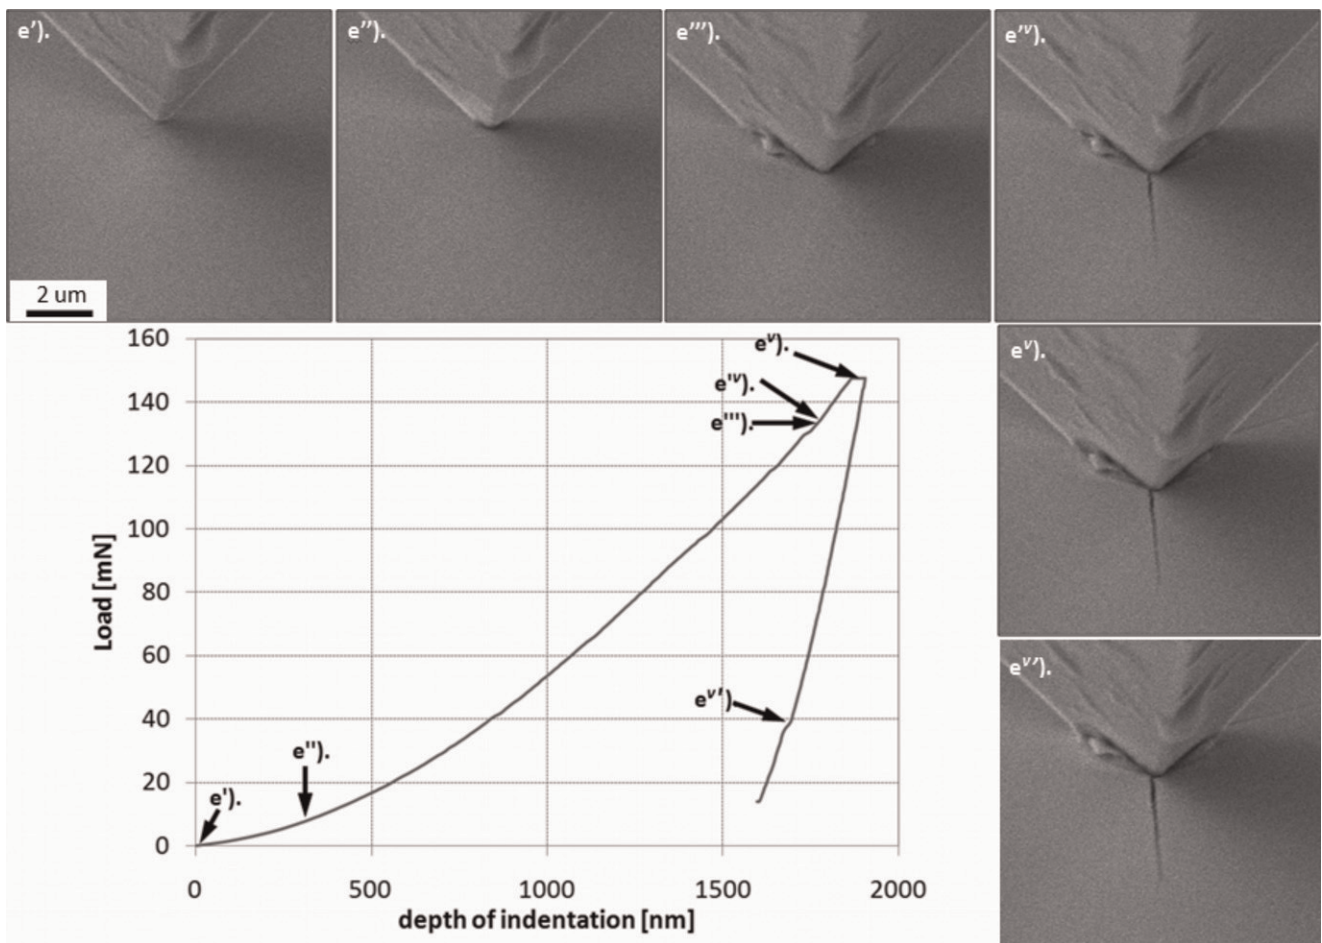 e′).
e′′).
e′′′).
e′ᵛ).
2 um
eᵛ).
eᵛ′).
160
140
120
100
80
60
40
20
0
Load [mN]
eᵛ).
e'ᵛ).
e''').
eᵛ')
e'').
e').
0
500
1000
1500
2000
depth of indentation [nm]